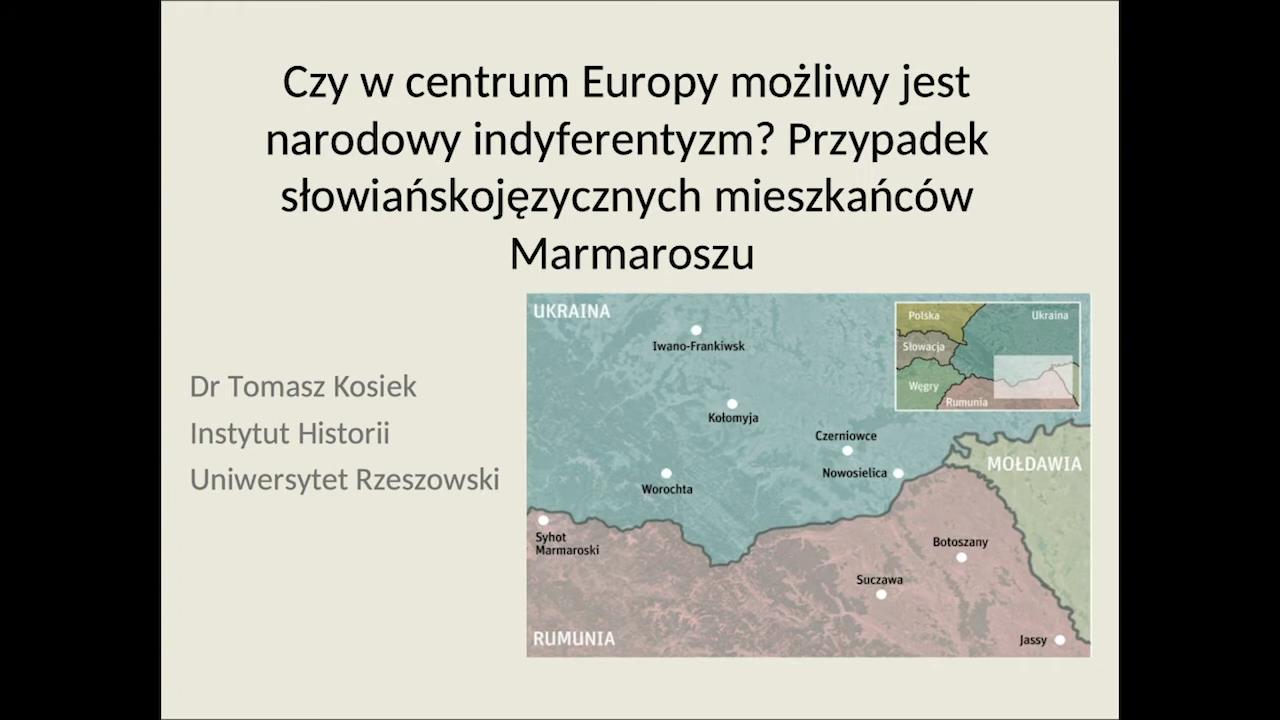 Czy w centrum Europy możliwy jest
narodowy indyferentyzm? Przypadek
słowiańskojęzycznych mieszkańców
Marmaroszu
Dr Tomasz Kosiek
Instytut Historii
Uniwersytet Rzeszowski
UKRAINA
Iwano-Frankiwsk
Kołomyja
Czerniowce
Nowosielica
Worochta
MOŁDAWIA
Syhot
Marmaroski
Botoszany
Suczawa
RUMUNIA
Jassy
Polska
Ukraina
Słowacja
Węgry
Rumunia